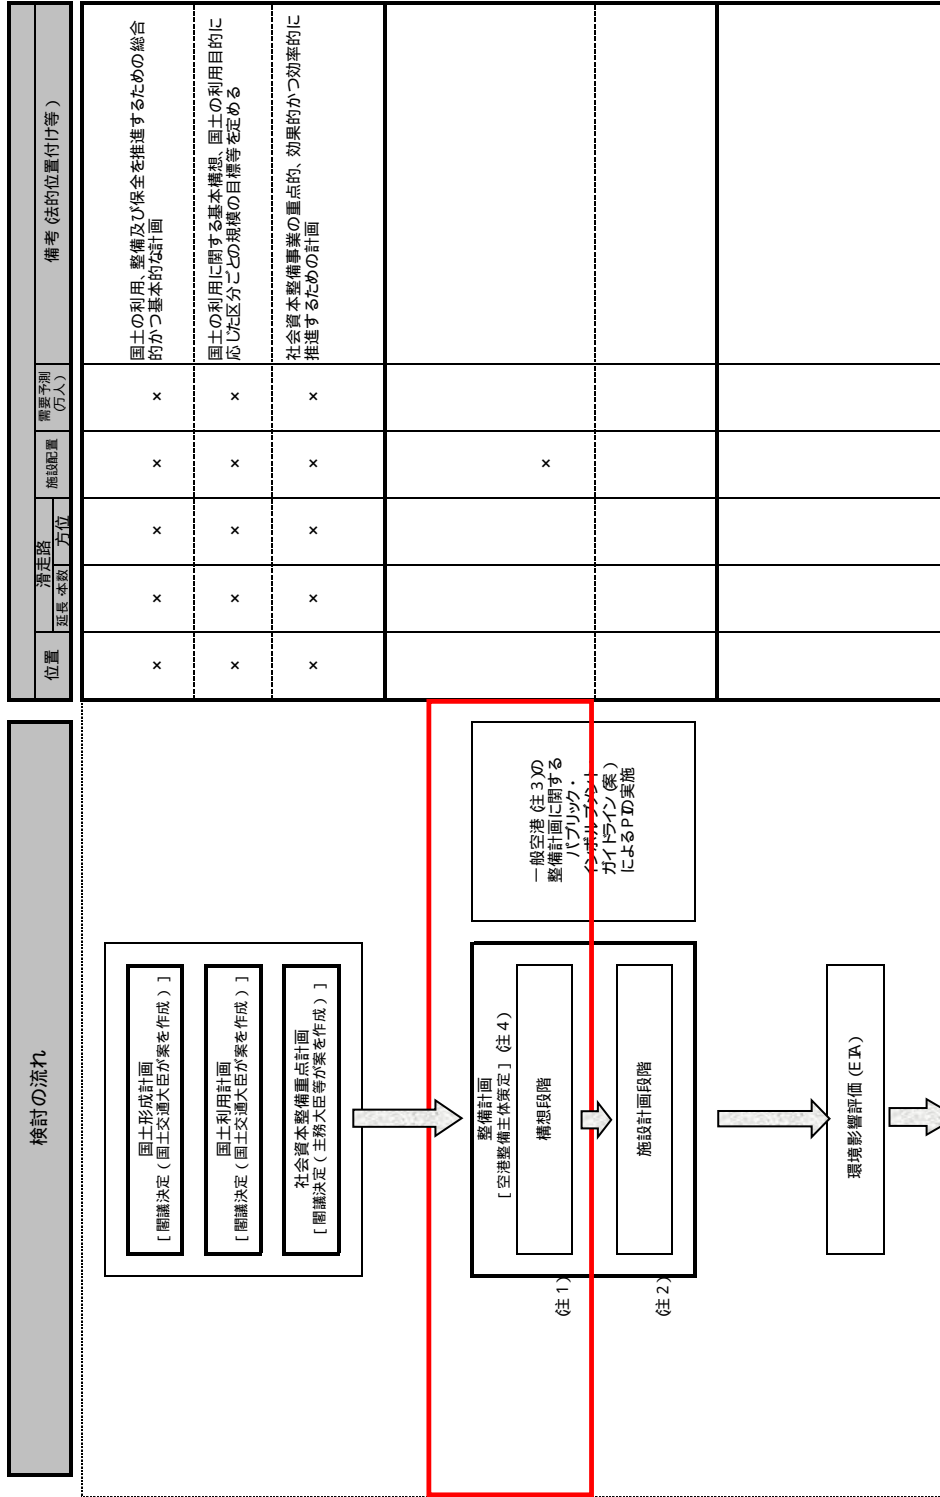 検討の流れ
位置
滑走路
延長・本数
方位
施設配置
需要予測
(万人)
備考(法的位置付け等)
国土形成計画
[閣議決定(国土交通大臣が案を作成)]
×
×
×
×
×
国土の利用、整備及び保全を推進するための総合
的かつ基本的な計画
国土利用計画
[閣議決定(国土交通大臣が案を作成)]
×
×
×
×
×
国土の利用に関する基本構想、国土の利用目的に
応じた区分ごとの規模の目標等を定める
社会資本整備重点計画
[閣議決定(主務大臣等が案を作成)]
×
×
×
×
×
社会資本整備事業の重点的、効果的かつ効率的に
推進するための計画
整備計画
[空港整備主体策定](注4)
構想段階
(注1)
施設計画段階
(注2)
一般空港(注3)の
整備計画に関する
パブリック・
インボルブメント
ガイドライン(案)
によるPIの実施
×
環境影響評価(EIA)